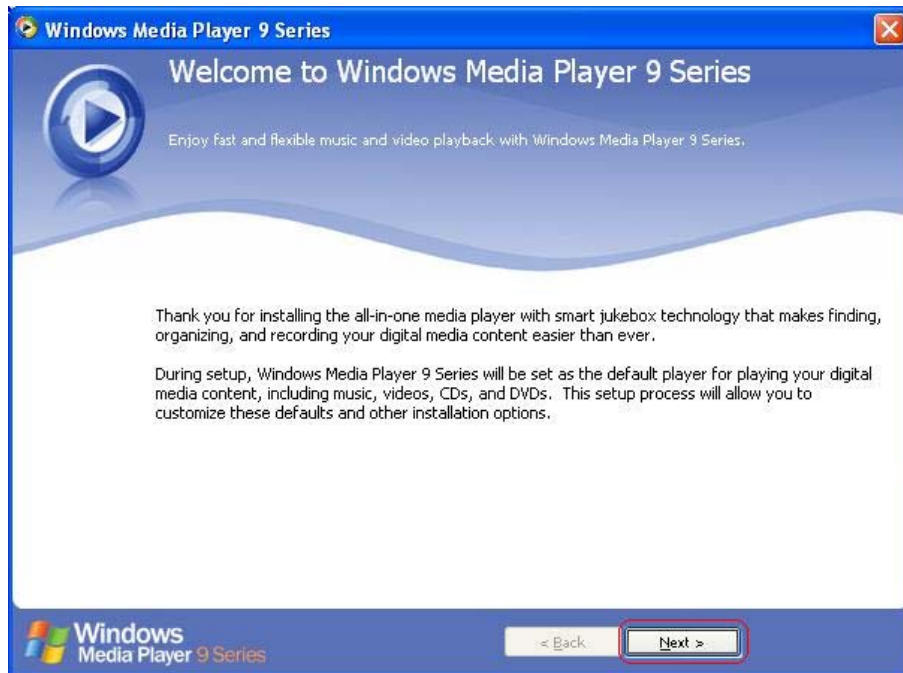 Windows Media Player 9 Series
Welcome to Windows Media Player 9 Series
Enjoy fast and flexible music and video playback with Windows Media Player 9 Series.
Thank you for installing the all-in-one media player with smart jukebox technology that makes finding,
organizing, and recording your digital media content easier than ever.
During setup, Windows Media Player 9 Series will be set as the default player for playing your digital
media content, including music, videos, CDs, and DVDs. This setup process will allow you to
customize these defaults and other installation options.
Windows
Media Player 9 Series
< Back
Next >